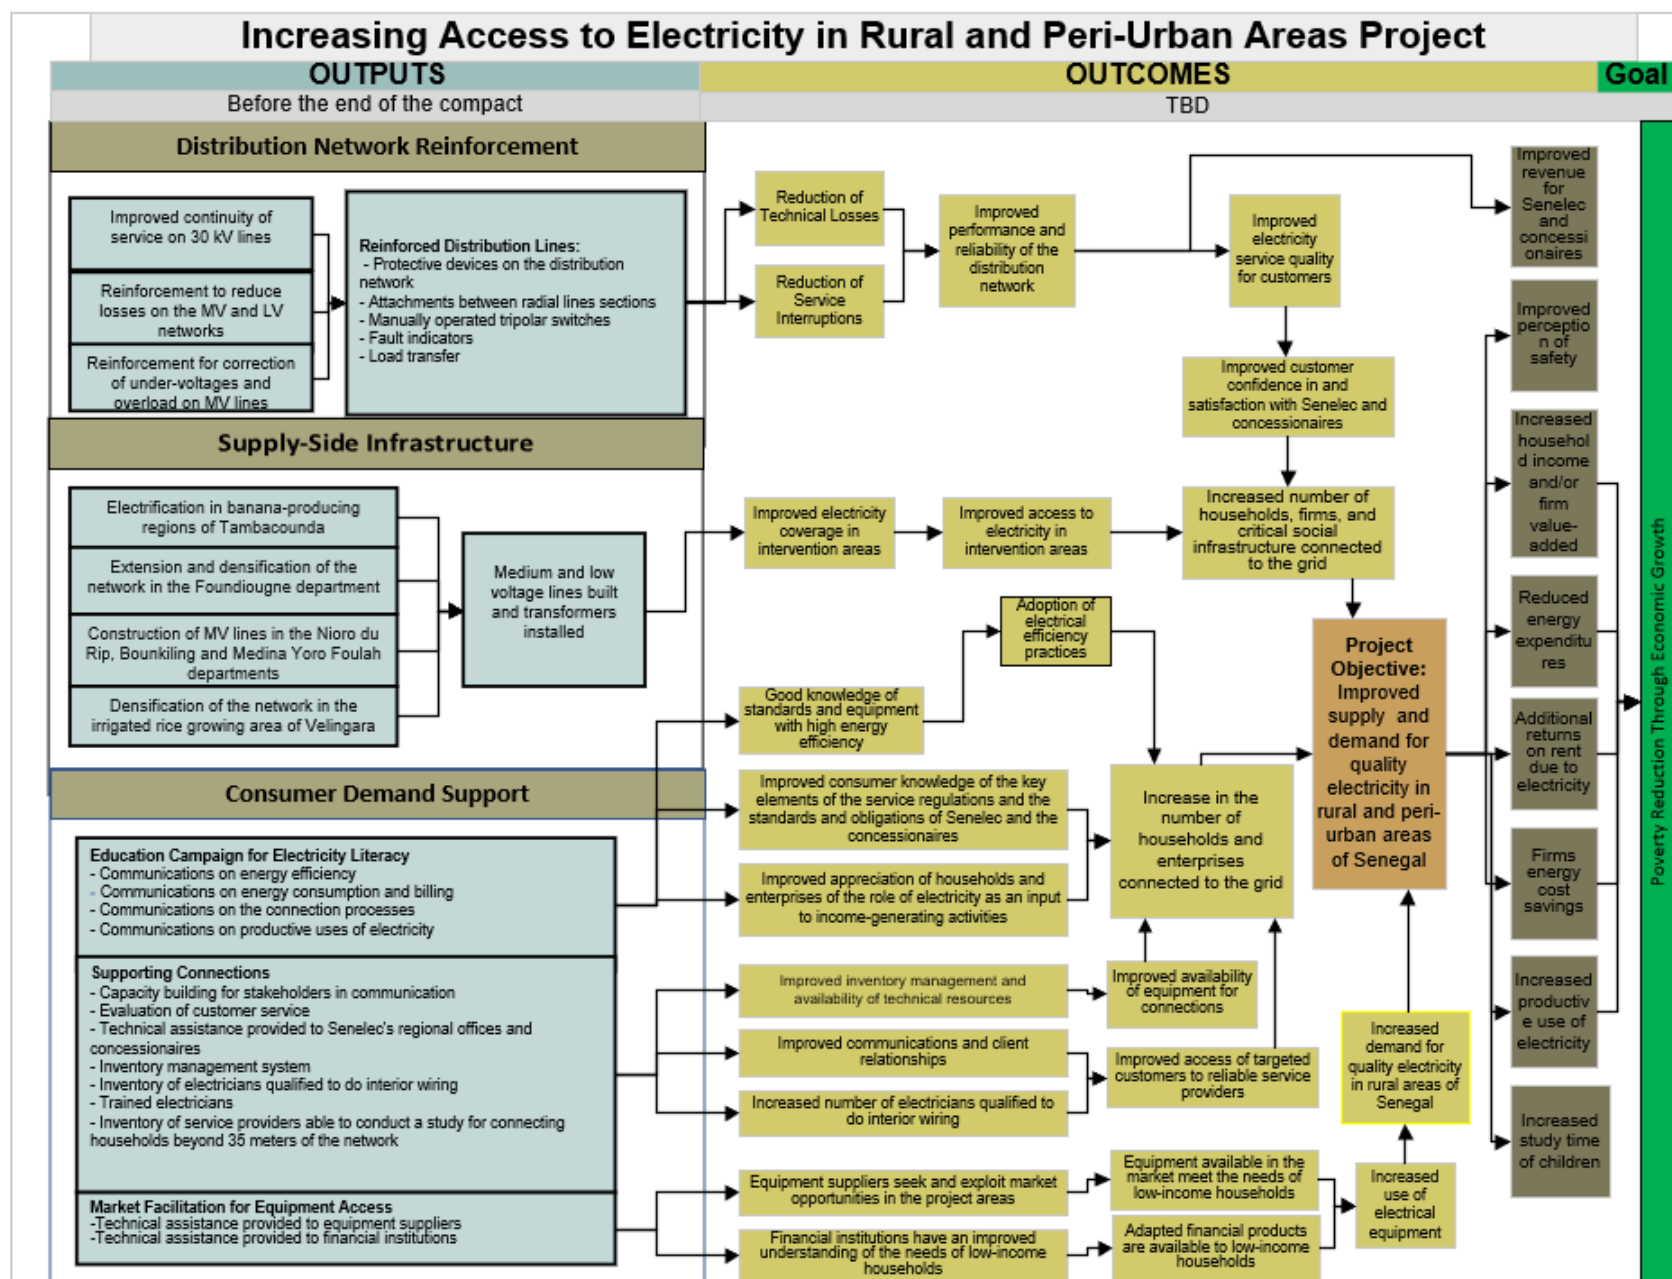 Increasing Access to Electricity in Rural and Peri-Urban Areas Project
OUTPUTS
OUTCOMES
Goal
Before the end of the compact
TBD
Distribution Network Reinforcement
Improved continuity of
service on 30 kV lines
Reinforcement to reduce
losses on the MV and LV
networks
Reinforcement for correction
of under-voltages and
overload on MV lines
Reinforced Distribution Lines:
- Protective devices on the distribution
network
- Attachments between radial lines sections
- Manually operated tripolar switches
- Fault indicators
- Load transfer
Reduction of
Technical Losses
Reduction of
Service
Interruptions
Improved
performance and
reliability of the
distribution
network
Improved
electricity
service quality
for customers
Improved customer
confidence in and
satisfaction with Senelec and
concessionaires
Supply-Side Infrastructure
Electrification in banana-producing
regions of Tambacounda
Extension and densification of the
network in the Foundiougne department
Construction of MV lines in the Nioro du
Rip, Bounkiling and Medina Yoro Foulah
departments
Densification of the network in the
irrigated rice growing area of Velingara
Medium and low
voltage lines built
and transformers
installed
Improved electricity
coverage in
intervention areas
Improved access to
electricity in
intervention areas
Increased number of
households, firms, and
critical social
infrastructure connected
to the grid
Adoption of
electrical
efficiency
practices
Good knowledge of
standards and equipment
with high energy
efficiency
Consumer Demand Support
Education Campaign for Electricity Literacy
- Communications on energy efficiency
- Communications on energy consumption and billing
- Communications on the connection processes
- Communications on productive uses of electricity
Supporting Connections
- Capacity building for stakeholders in communication
- Evaluation of customer service
- Technical assistance provided to Senelec's regional offices and
concessionaires
- Inventory management system
- Inventory of electricians qualified to do interior wiring
- Trained electricians
- Inventory of service providers able to conduct a study for connecting
households beyond 35 meters of the network
Market Facilitation for Equipment Access
-Technical assistance provided to equipment suppliers
-Technical assistance provided to financial institutions
Improved consumer knowledge of the key
elements of the service regulations and the
standards and obligations of Senelec and the
concessionaires
Improved appreciation of households and
enterprises of the role of electricity as an input
to income-generating activities
Improved inventory management and
availability of technical resources
Improved communications and client
relationships
Increased number of electricians qualified to
do interior wiring
Equipment suppliers seek and exploit market
opportunities in the project areas
Financial institutions have an improved
understanding of the needs of low-income
households
Increase in the
number of
households and
enterprises
connected to the grid
Improved availability
of equipment for
connections
Improved access of targeted
customers to reliable service
providers
Equipment available in the
market meet the needs of
low-income households
Adapted financial products
are available to low-income
households
Project
Objective:
Improved
supply and
demand for
quality
electricity in
rural and peri-
urban areas
of Senegal
Increased
demand for
quality electricity
in rural areas of
Senegal
Increased
use of
electrical
equipment
Improved
revenue
for
Senelec
and
concessi
onaires
Improved
perceptio
n of
safety
Increased
househol
d income
and/or
firm
value-
added
Reduced
energy
expenditu
res
Additional
returns
on rent
due to
electricity
Firms
energy
cost
savings
Increased
productiv
e use of
electricity
Increased
study time
of children
Poverty Reduction Through Economic Growth